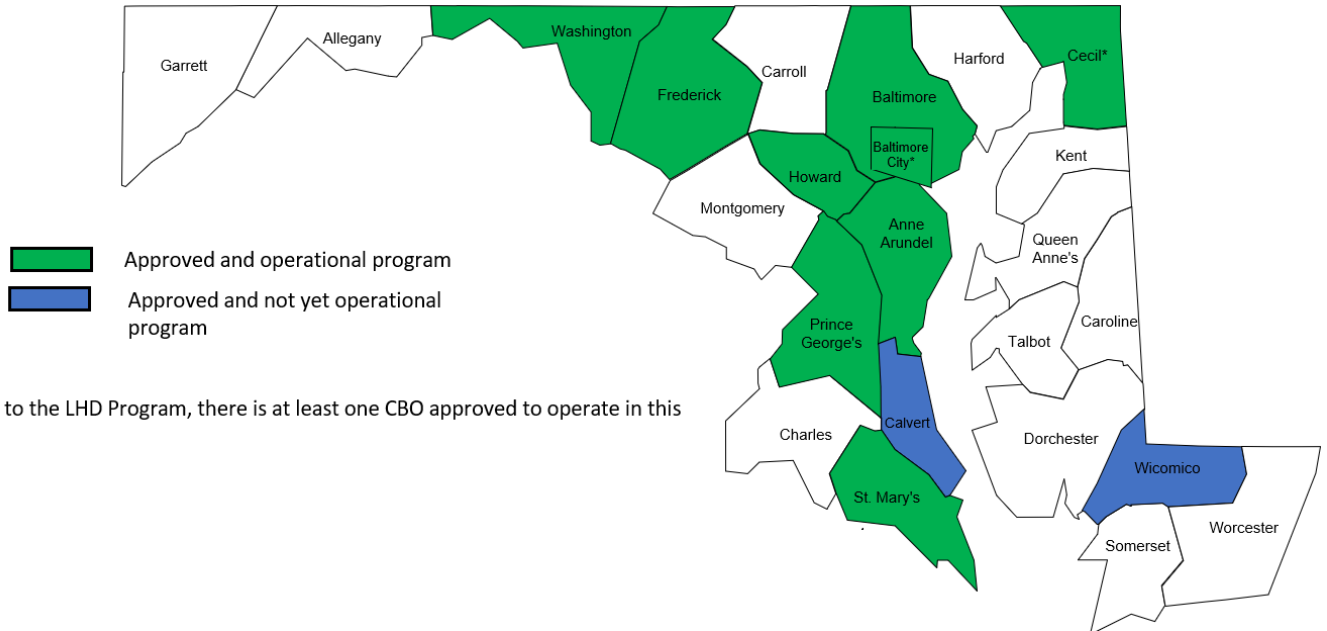 Garrett
Allegany
Washington
Frederick
Carroll
Baltimore
Harford
Cecil*
Baltimore
City*
Kent
Howard
Montgomery
Anne
Arundel
Queen
Anne's
Approved and operational program
Approved and not yet operational
program
Prince
George's
Talbot
Caroline
to the LHD Program, there is at least one CBO approved to operate in this
Charles
Calvert
Dorchester
Wicomico
St. Mary's
Somerset
Worcester